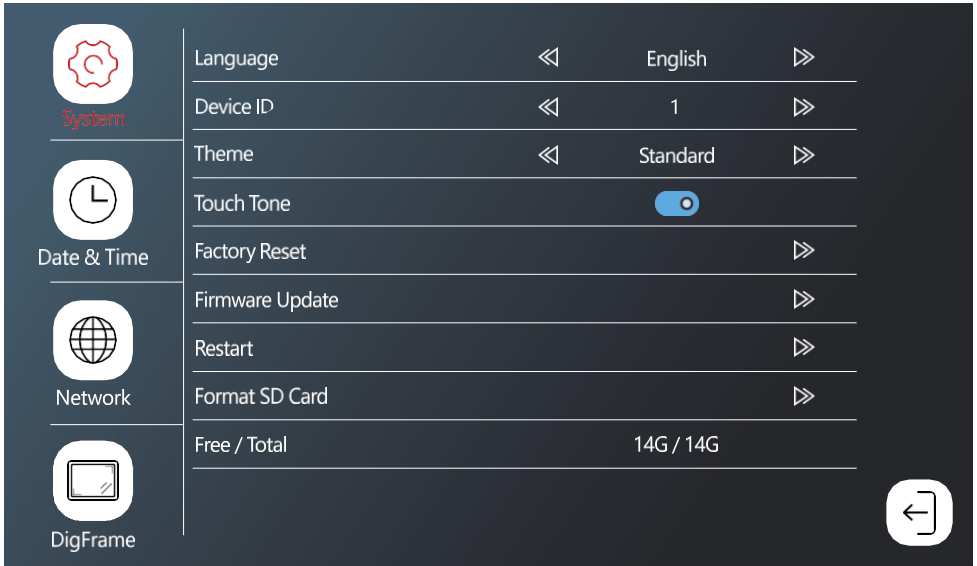 System
Date & Time
Network
DigFrame
Language English
Device ID 1
Theme Standard
Touch Tone
Factory Reset
Firmware Update
Restart
Format SD Card
Free / Total 14G / 14G